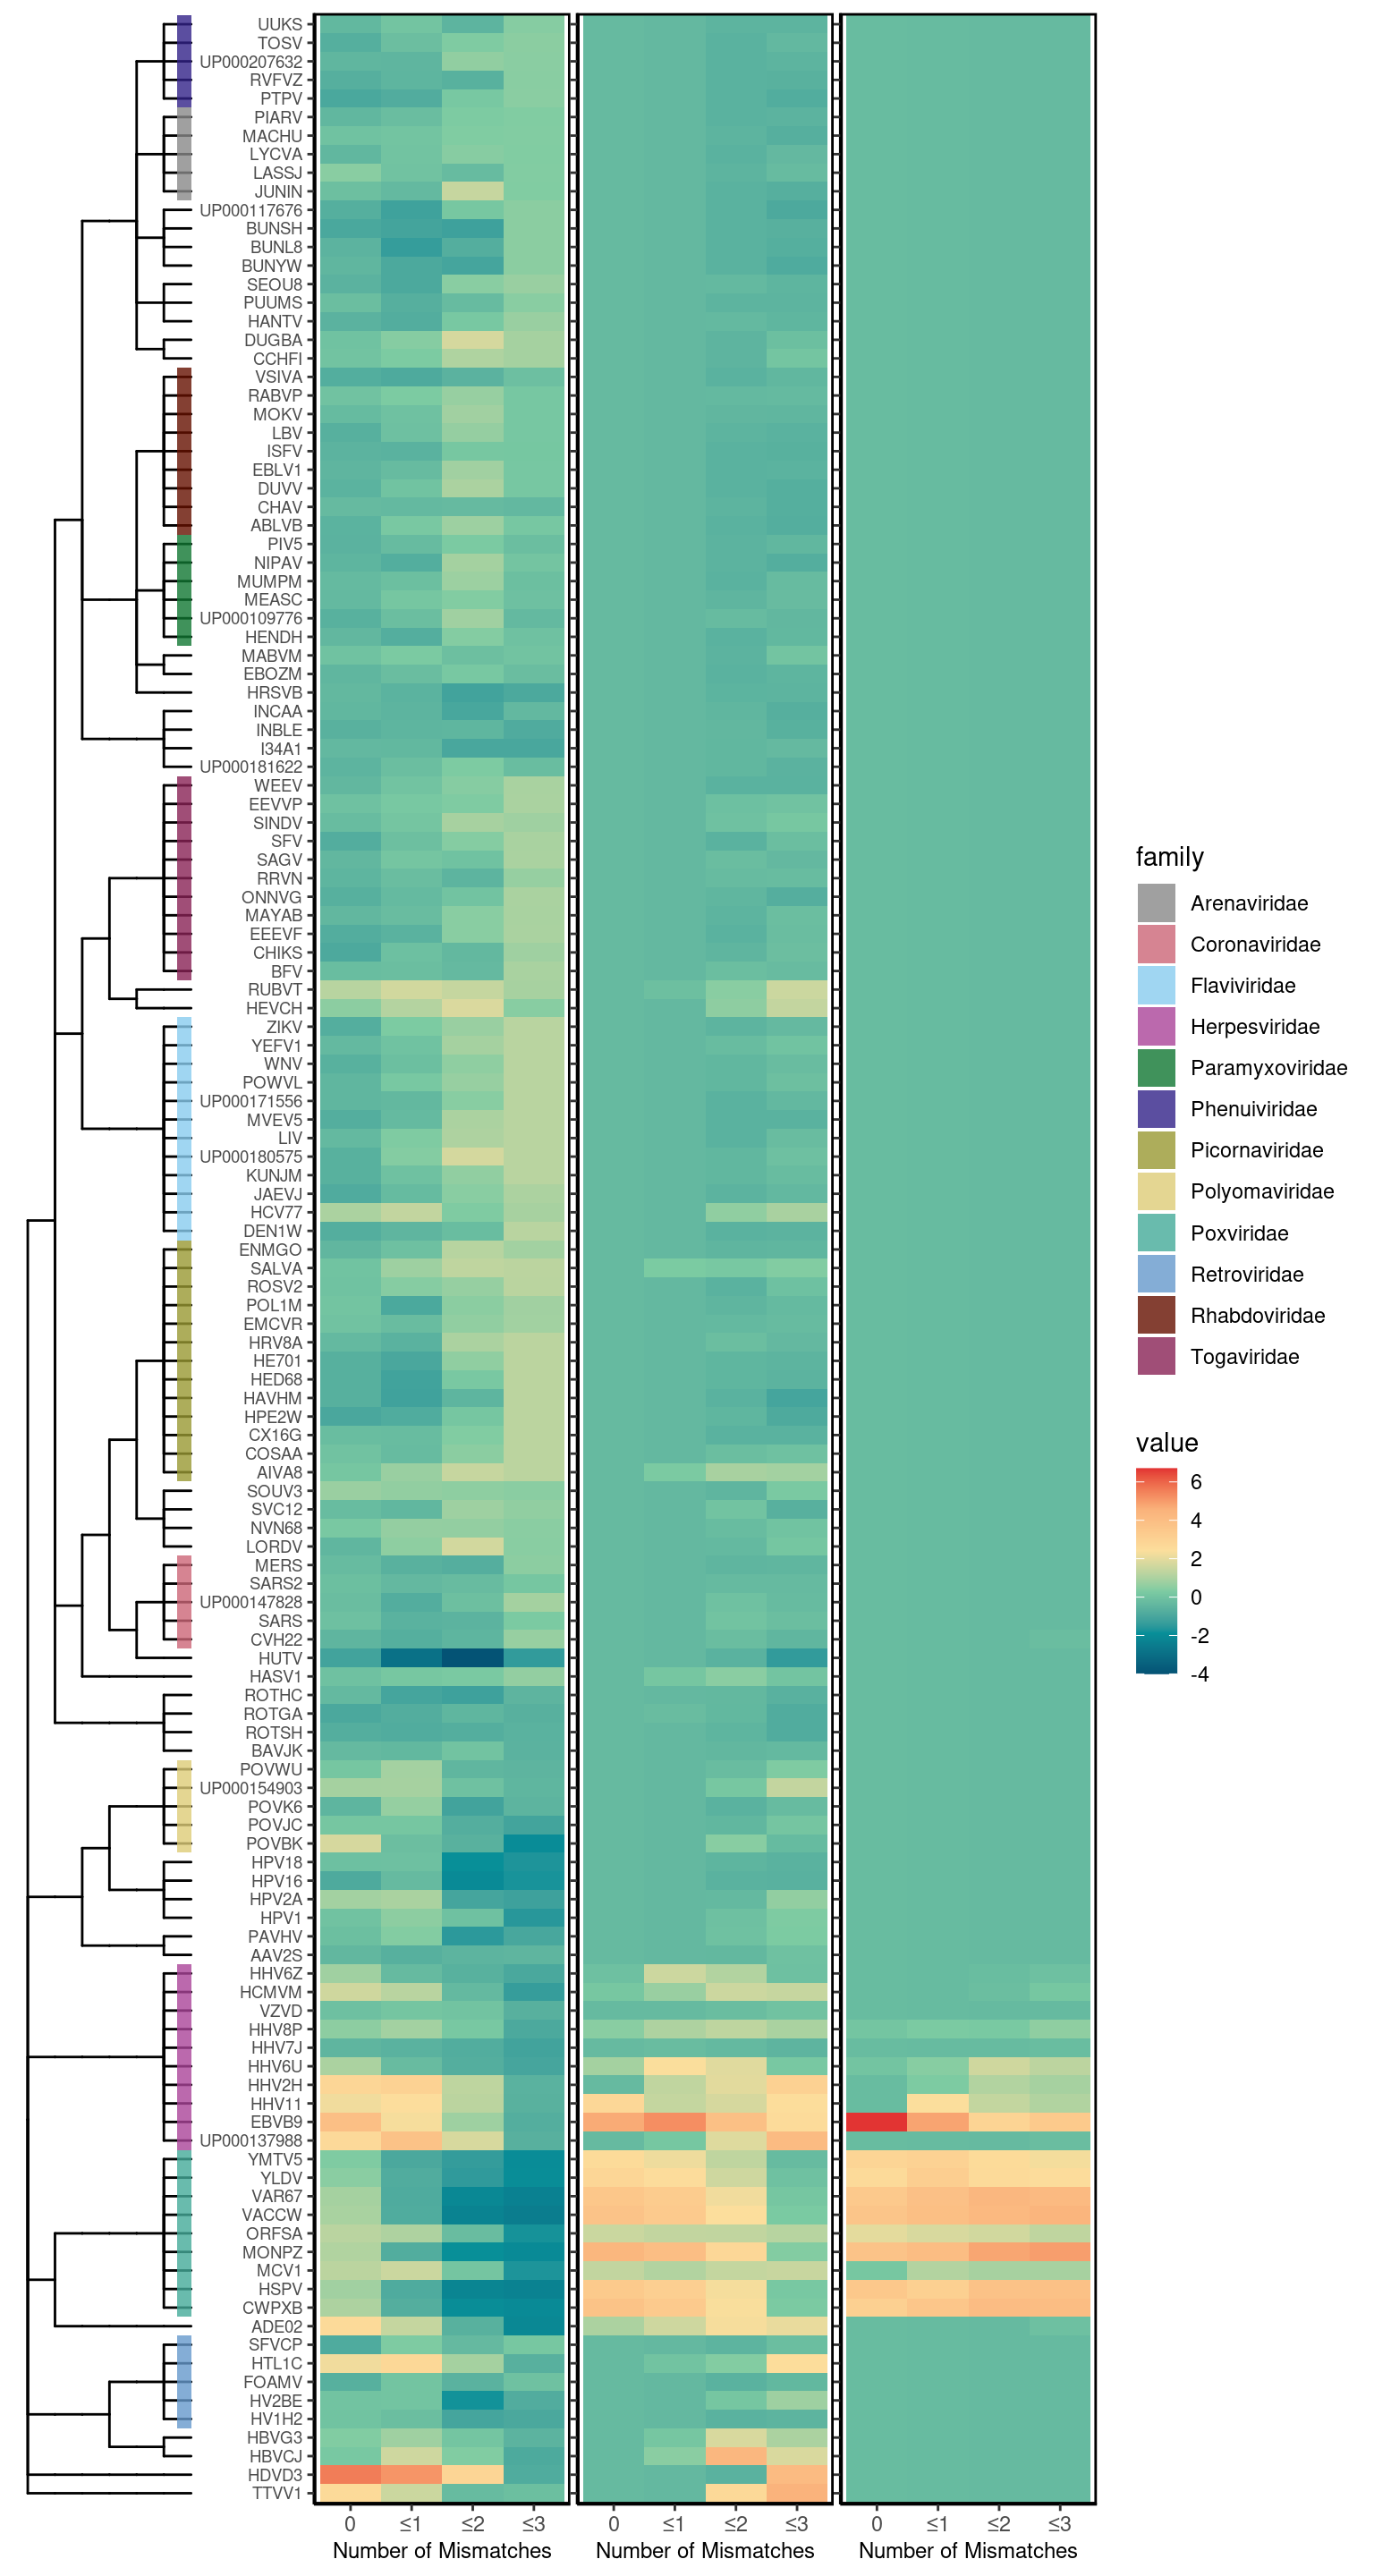 UUKS
TOSV
UP000207632
RVFVZ
PTPV
PIARV
MACHU
LYCVA
LASSJ
JUNIN
UP000117676
BUNSH
BUNL8
BUNYW
SEOU8
PUUMS
HANTV
DUGBA
CCHFI
VSIVA
RABVP
MOKV
LBV
ISFV
EBLV1
DUVV
CHAV
ABLVB
PIV5
NIPAV
MUMPM
MEASC
UP000109776
HENDH
MABVM
EBOZM
HRSVB
INCAA
INBLE
I34A1
UP000181622
WEEV
EEVVP
SINDV
SFV
SAGV
RRVN
ONNVG
MAYAB
EEEVF
CHIKS
BFV
RUBVT
HEVCH
ZIKV
YEFV1
WNV
POWVL
UP000171556
MVEV5
LIV
UP000180575
KUNJM
JAEVJ
HCV77
DEN1W
ENMGO
SALVA
ROSV2
POL1M
EMCVR
HRV8A
HE701
HED68
HAVHM
HPE2W
CX16G
COSAA
AIVA8
SOUV3
SVC12
NVN68
LORDV
MERS
SARS2
UP000147828
SARS
CVH22
HUTV
HASV1
ROTHC
ROTGA
ROTSH
BAVJK
POVWU
UP000154903
POVK6
POVJC
POVBK
HPV18
HPV16
HPV2A
HPV1
PAVHV
AAV2S
HHV6Z
HCMVM
VZVD
HHV8P
HHV7J
HHV6U
HHV2H
HHV11
EBVB9
UP000137988
YMTV5
YLDV
VAR67
VACCW
ORFSA
MONPZ
MCV1
HSPV
CWPXB
ADE02
SFVCP
HTL1C
FOAMV
HV2BE
HV1H2
HBVG3
HBVCJ
HDVD3
TTVV1
0 ≤1 ≤2 ≤3 0 ≤1 ≤2 ≤3 0 ≤1 ≤2 ≤3
Number of Mismatches Number of Mismatches Number of Mismatches
family
Arenaviridae
Coronaviridae
Flaviviridae
Herpesviridae
Paramyxoviridae
Phenuiviridae
Picornaviridae
Polyomaviridae
Poxviridae
Retroviridae
Rhabdoviridae
Togaviridae
value
6
4
2
0
-2
-4